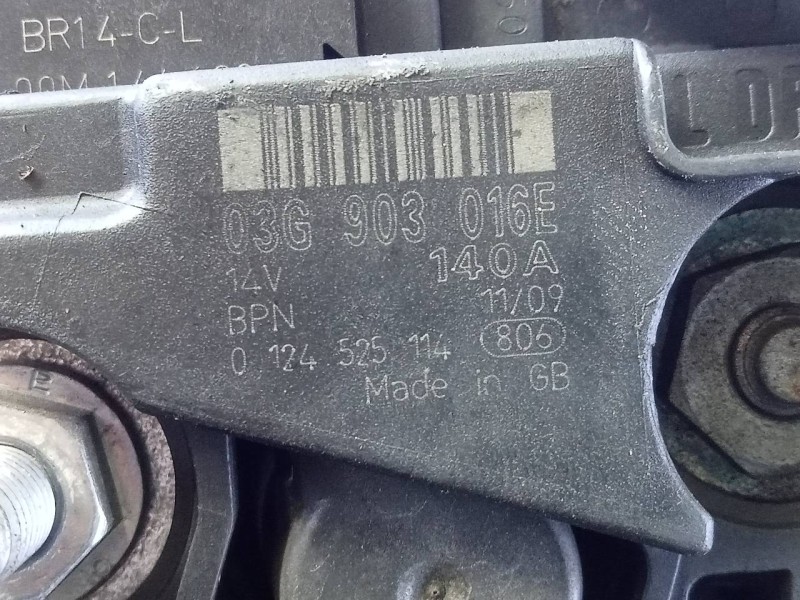 BR14-C-L
03G 903 016E
14V 140A
BPN 11/09
0 124 525 114 806
Made in GB